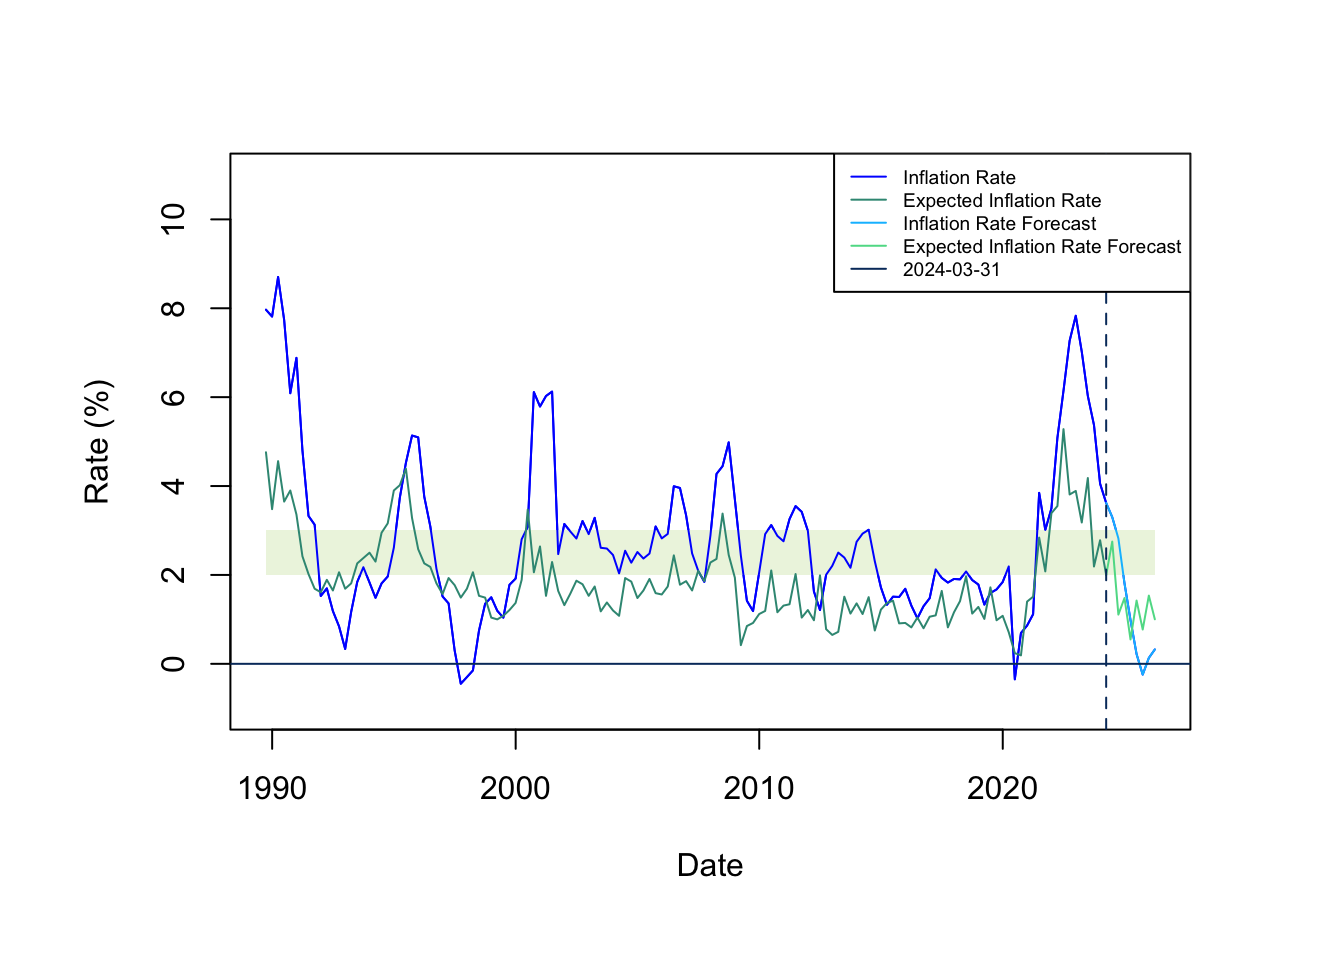 Inflation Rate
Expected Inflation Rate
Inflation Rate Forecast
Expected Inflation Rate Forecast
2024-03-31
10
8
6
4
2
0
Rate (%)
1990 2000 2010 2020
Date